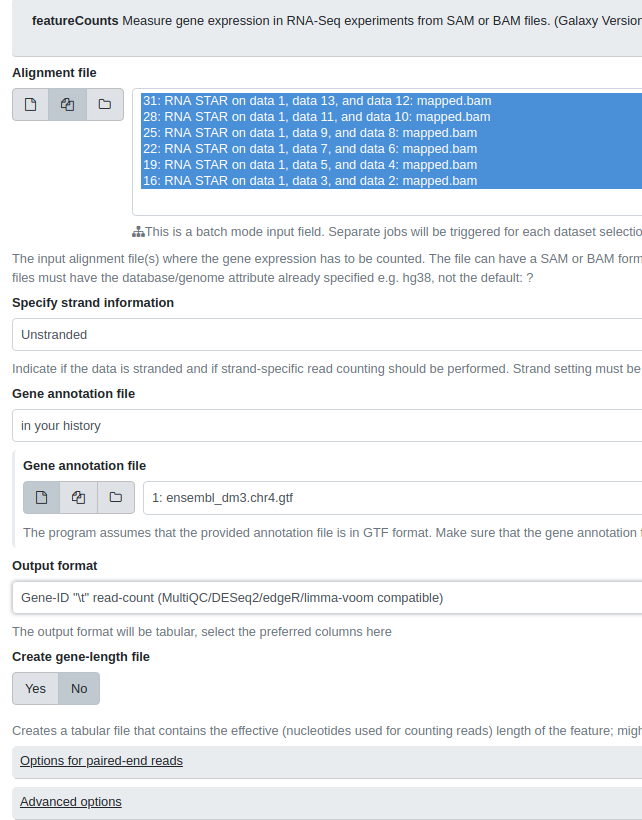 featureCounts Measure gene expression in RNA-Seq experiments from SAM or BAM files. (Galaxy Version
Alignment file
31: RNA STAR on data 1, data 13, and data 12: mapped.bam
28: RNA STAR on data 1, data 11, and data 10: mapped.bam
25: RNA STAR on data 1, data 9, and data 8: mapped.bam
22: RNA STAR on data 1, data 7, and data 6: mapped.bam
19: RNA STAR on data 1, data 5, and data 4: mapped.bam
16: RNA STAR on data 1, data 3, and data 2: mapped.bam
This is a batch mode input field. Separate jobs will be triggered for each dataset selectio
The input alignment file(s) where the gene expression has to be counted. The file can have a SAM or BAM form
files must have the database/genome attribute already specified e.g. hg38, not the default: ?
Specify strand information
Unstranded
Indicate if the data is stranded and if strand-specific read counting should be performed. Strand setting must be
Gene annotation file
in your history
Gene annotation file
1: ensembl_dm3.chr4.gtf
The program assumes that the provided annotation file is in GTF format. Make sure that the gene annotation
Output format
Gene-ID "\t" read-count (MultiQC/DESeq2/edgeR/limma-voom compatible)
The output format will be tabular, select the preferred columns here
Create gene-length file
Yes No
Creates a tabular file that contains the effective (nucleotides used for counting reads) length of the feature; migh
Options for paired-end reads
Advanced options